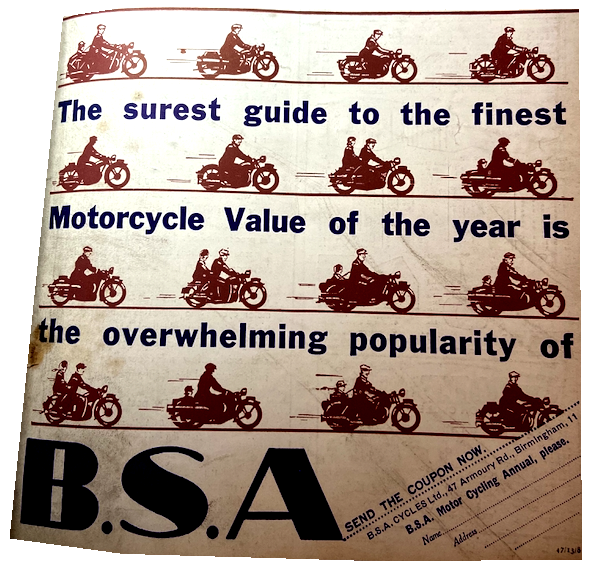 The surest guide to the finest
Motorcycle Value of the year is
the overwhelming popularity of
B.S.A.
SEND THE COUPON NOW.
B.S.A. CYCLES Ltd., 47 Armoury Rd., Birmingham, 11
B.S.A. Motor Cycling Annual, please.
Name
Address